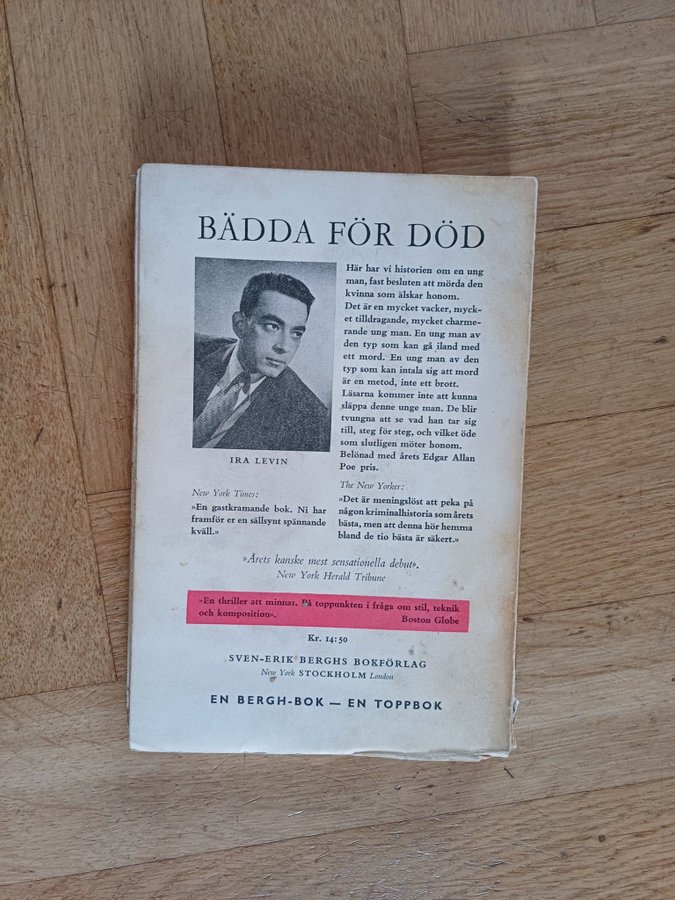 BÄDDA FÖR DÖD
Här har vi historien om en ung
man, fast besluten att mörda den
kvinna som älskar honom.
Det är en mycket vacker, myck-
et tilldragande, mycket charme-
rande ung man. En ung man av
den typ som kan gå iland med
ett mord. En ung man av den
typ som kan intala sig att mord
är en metod, inte ett brott.
Läsarna kommer inte att kunna
släppa denne unge man. De blir
tvungna att se vad han tar sig
till, steg för steg, och vilket öde
som slutligen möter honom.
Belönad med årets Edgar Allan
Poe pris.
IRA LEVIN
New York Times:
»En gastkramande bok. Ni har
framför er en sällsynt spännande
kväll.»
The New Yorker:
»Det är meningslöst att peka på
någon kriminalhistoria som årets
bästa, men att denna hör hemma
bland de tio bästa är säkert.»
»Årets kanske mest sensationella debut».
New York Herald Tribune
»En thriller att minnas. På toppunkten i fråga om stil, teknik
och komposition». Boston Globe
Kr. 14:50
SVEN-ERIK BERGHS BOKFÖRLAG
New York STOCKHOLM London
EN BERGH-BOK — EN TOPPBOK